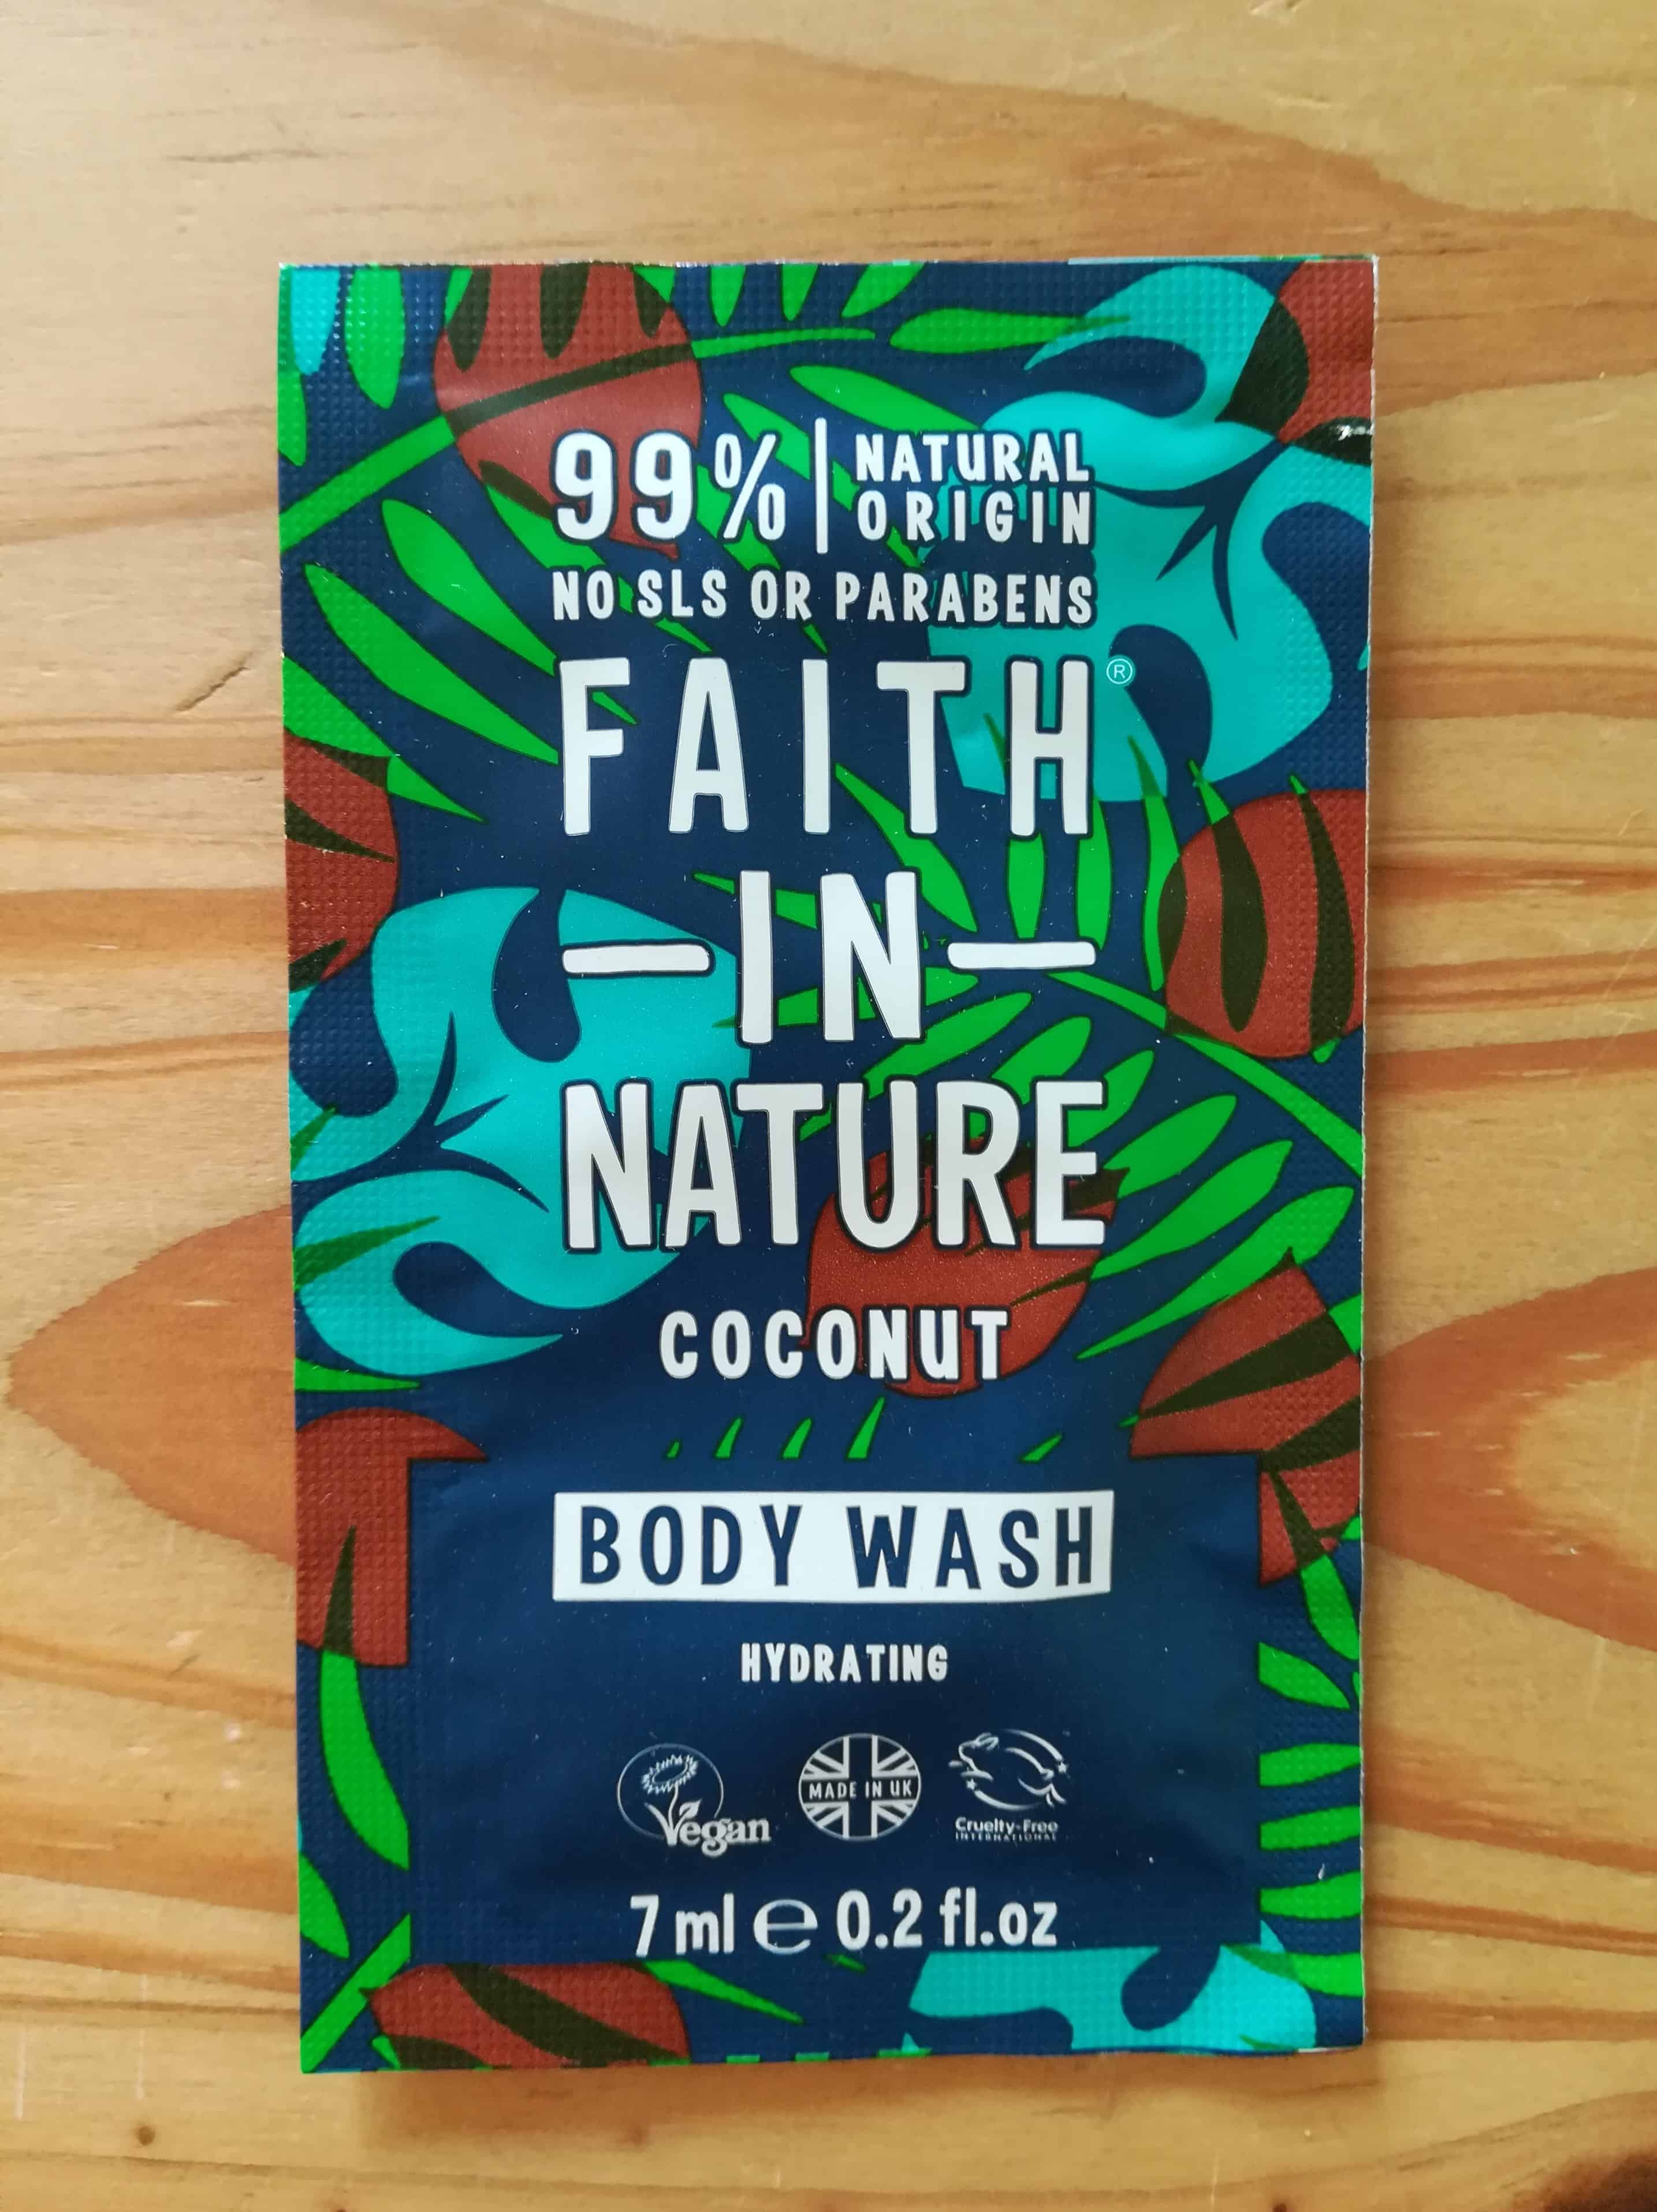 99% | NATURAL
ORIGIN
NO SLS OR PARABENS
FAITH®
—IN—
NATURE
COCONUT
BODY WASH
HYDRATING
Vegan
MADE IN UK
Cruelty-Free
INTERNATIONAL
7 ml ℮ 0.2 fl.oz